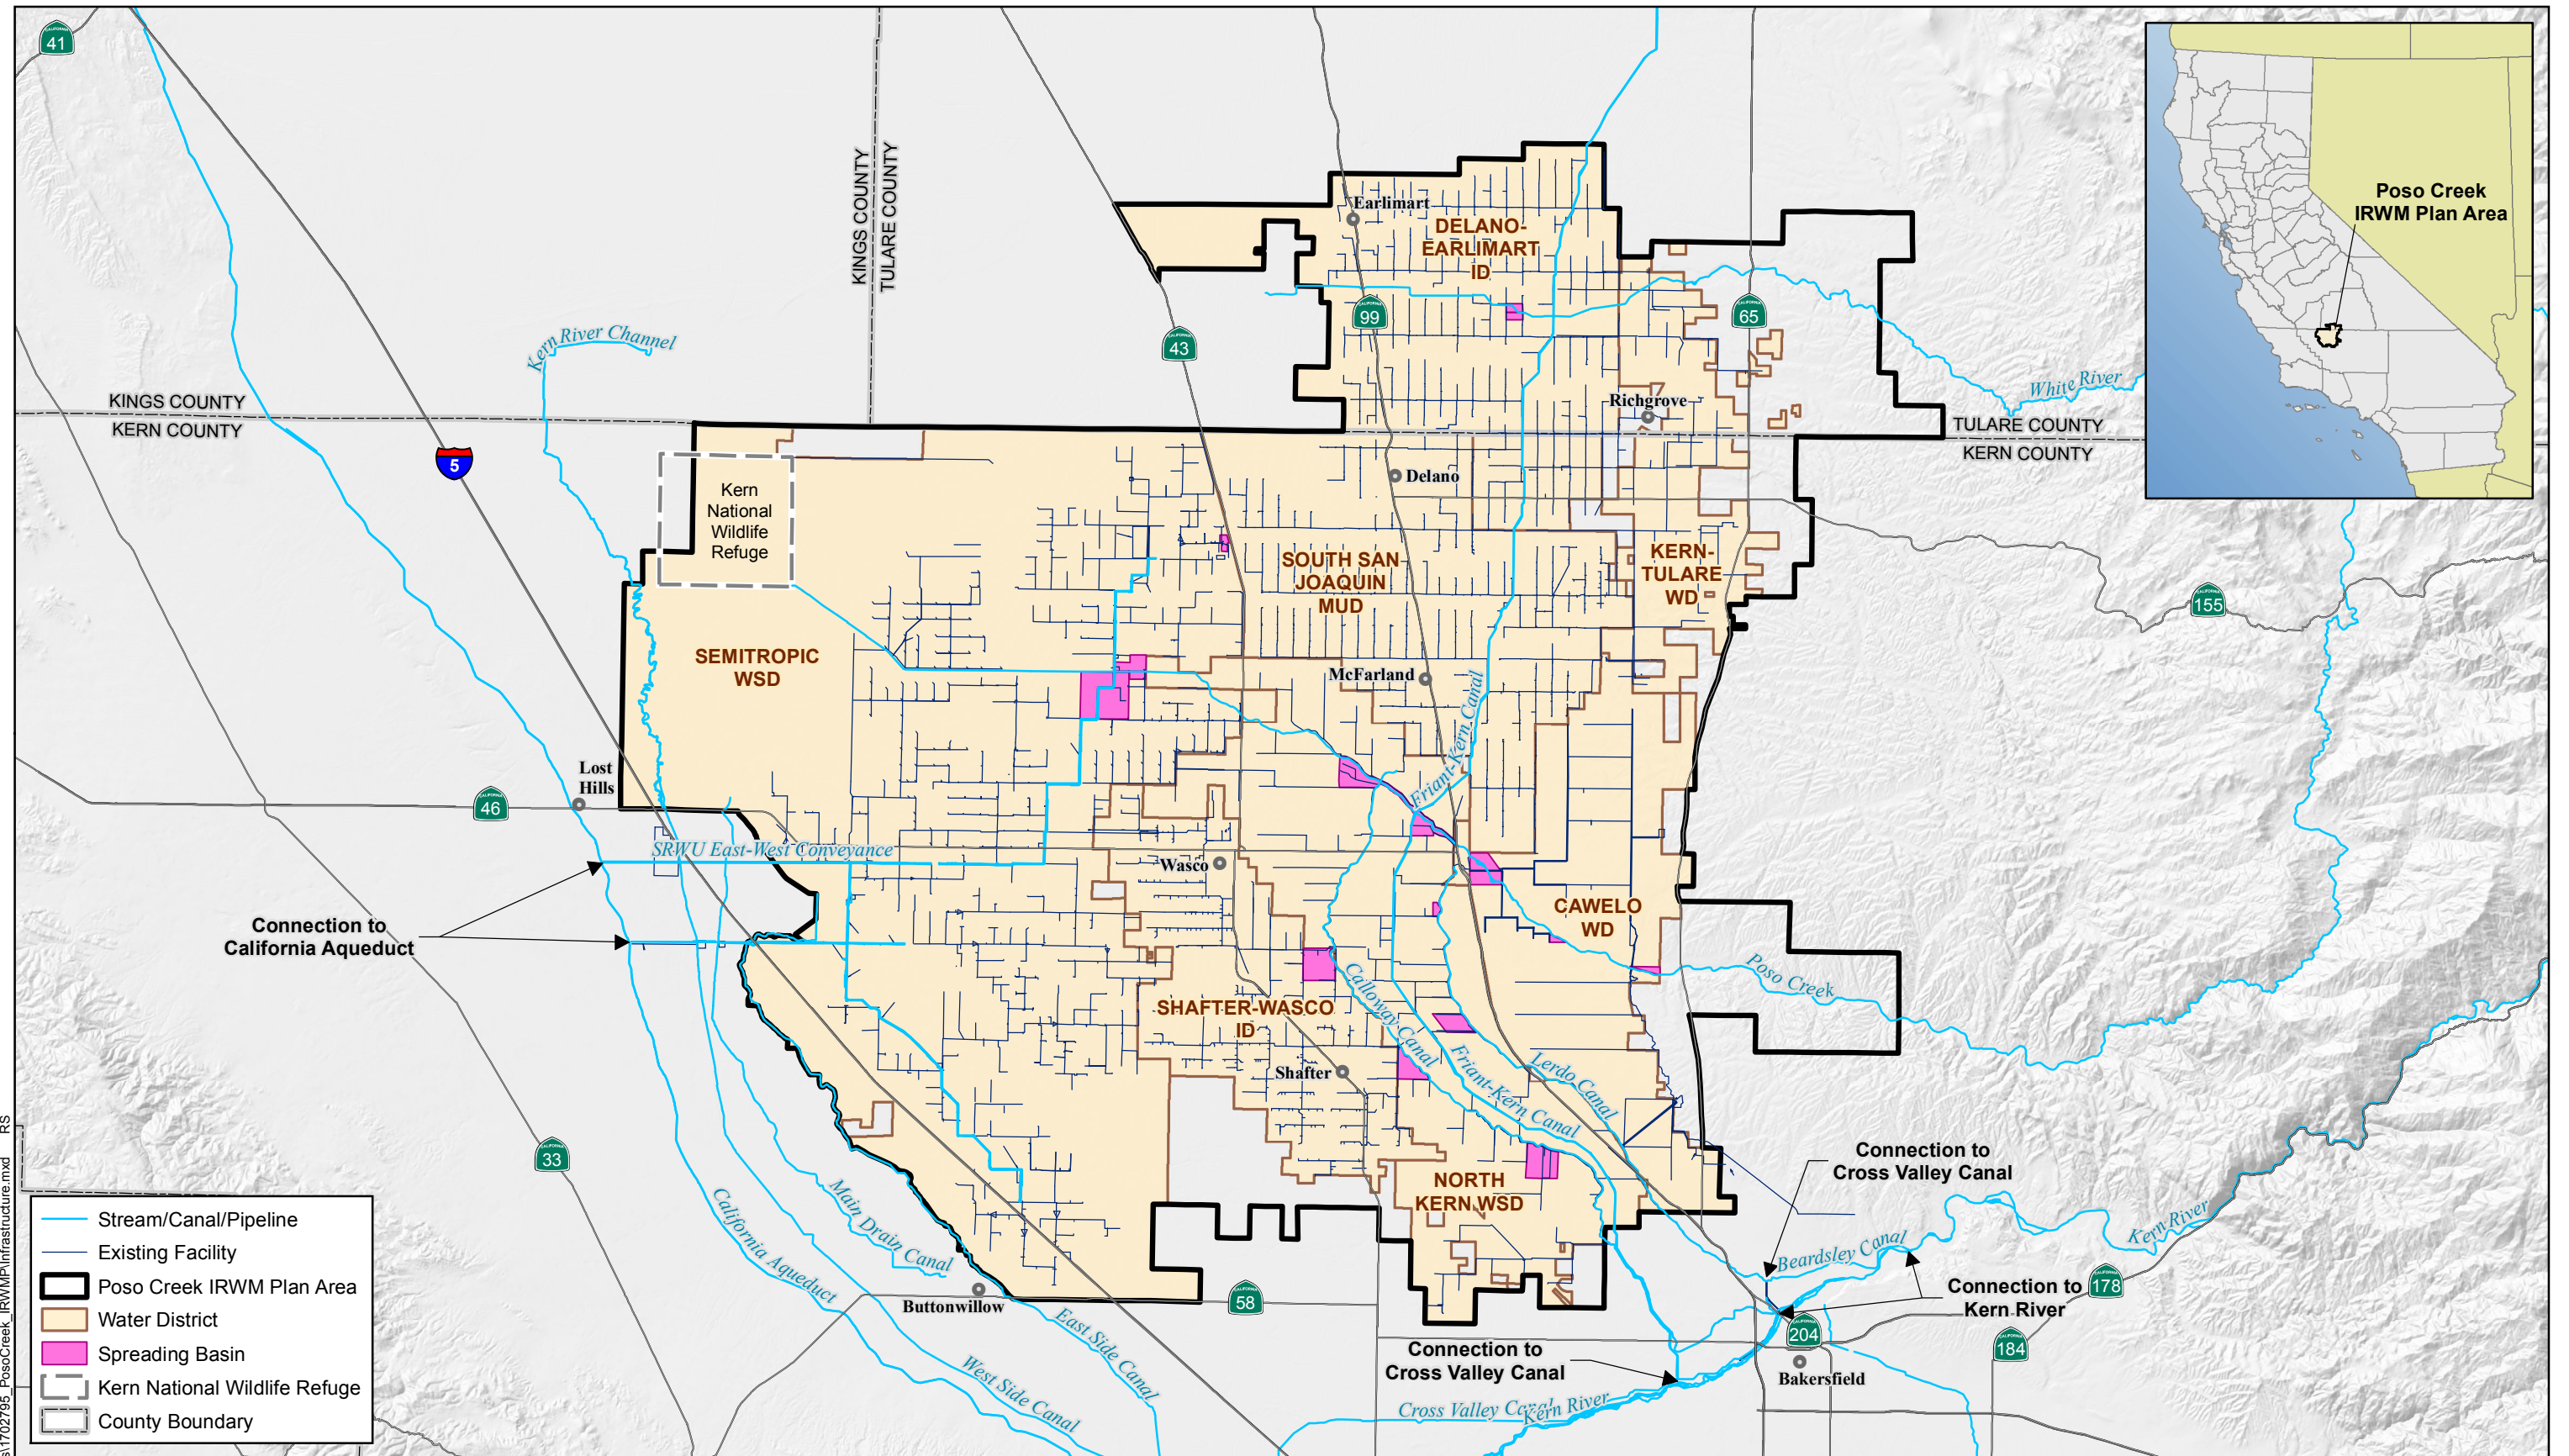 41
KINGS COUNTY
TULARE COUNTY
Earlimart
DELANO-
EARLIMART
ID
Poso Creek
IRWM Plan Area
Kern River Channel
43
99
65
White River
KINGS COUNTY
KERN COUNTY
Richgrove
TULARE COUNTY
KERN COUNTY
5
Delano
Kern
National
Wildlife
Refuge
SOUTH SAN
JOAQUIN
MUD
KERN-
TULARE
WD
155
SEMITROPIC
WSD
McFarland
Friant-Kern Canal
Lost
Hills
46
SRWU East-West Conveyance
Wasco
CAWELO
WD
Connection to
California Aqueduct
Poso Creek
Calloway Canal
SHAFTER-WASCO
ID
Shafter
Friant-Kern Canal
Lerdo Canal
33
Connection to
Cross Valley Canal
NORTH
KERN WSD
Main Drain Canal
California Aqueduct
Kern River
Beardsley Canal
Connection to
Kern River
178
58
Buttonwillow
East Side Canal
West Side Canal
204
184
Connection to
Cross Valley Canal
Bakersfield
Cross Valley Canal
Kern River
Stream/Canal/Pipeline
Existing Facility
Poso Creek IRWM Plan Area
Water District
Spreading Basin
Kern National Wildlife Refuge
County Boundary
s\1702795_PosoCreek_IRWMP\Infrastructure.mxd RS